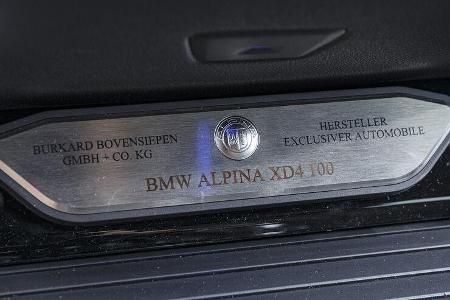 BURKARD BOVENSIEPEN
GMBH + CO. KG
HERSTELLER
EXCLUSIVER AUTOMOBILE
BMW ALPINA XD4 100